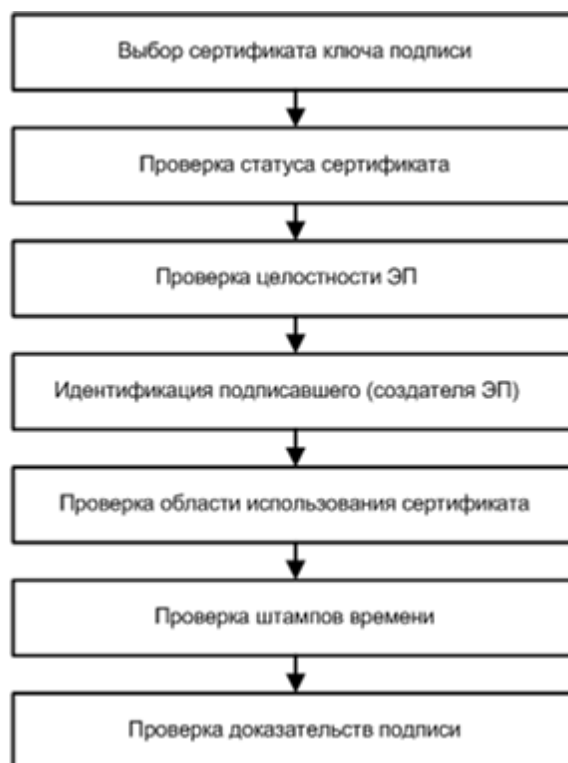 Выбор сертификата ключа подписи
Проверка статуса сертификата
Проверка целостности ЭП
Идентификация подписавшего (создателя ЭП)
Проверка области использования сертификата
Проверка штампов времени
Проверка доказательств подписи